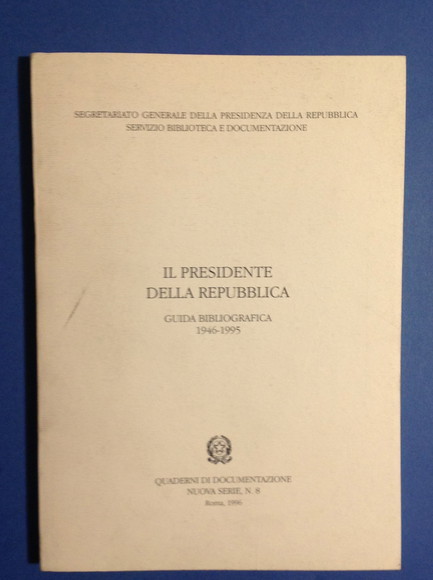 SEGRETARIATO GENERALE DELLA PRESIDENZA DELLA REPUBBLICA
SERVIZIO BIBLIOTECA E DOCUMENTAZIONE
IL PRESIDENTE
DELLA REPUBBLICA
GUIDA BIBLIOGRAFICA
1946-1995
QUADERNI DI DOCUMENTAZIONE
NUOVA SERIE, N. 8
Roma, 1996